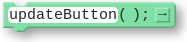 updateButton( ); →